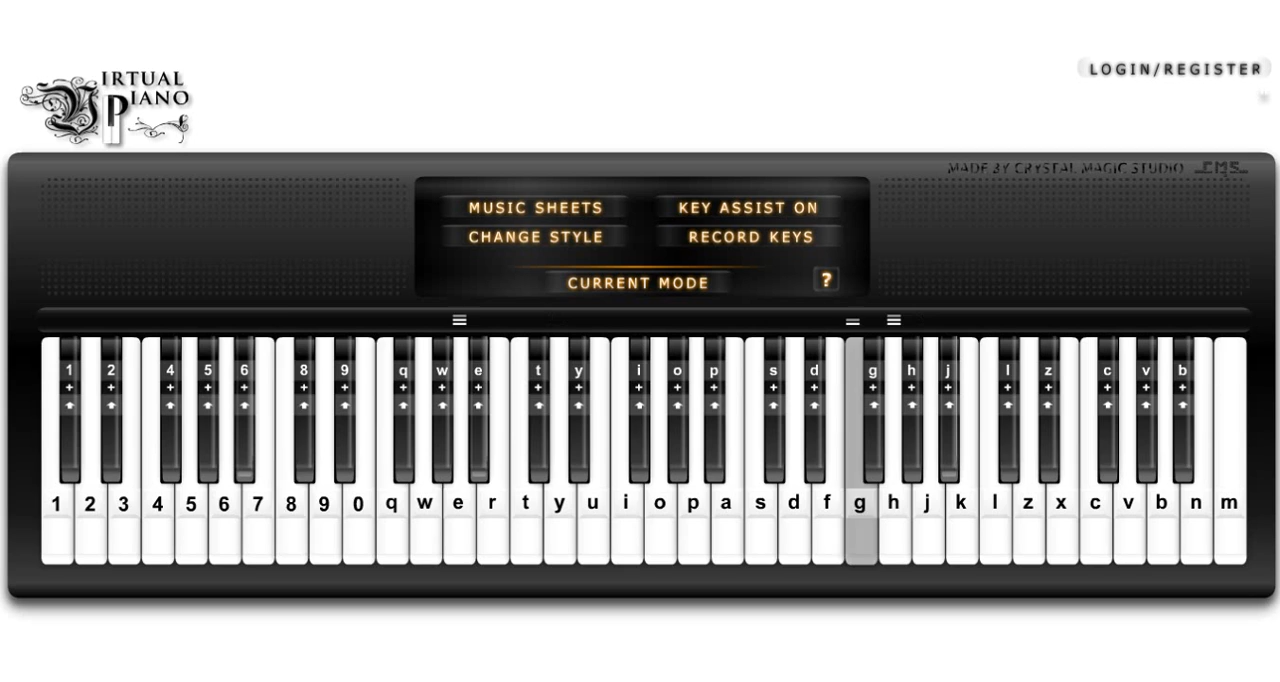 VIRTUAL
PIANO
LOGIN/REGISTER
MADE BY CRYSTAL MAGIC STUDIO CMS
MUSIC SHEETS KEY ASSIST ON
CHANGE STYLE RECORD KEYS
CURRENT MODE ?
1 2 4 5 6 8 9 q w e t y i o p s d g h j l z c v b
+ + + + + + + + + + + + + + + + + + + + + + + + +
1 2 3 4 5 6 7 8 9 0 q w e r t y u i o p a s d f g h j k l z x c v b n m